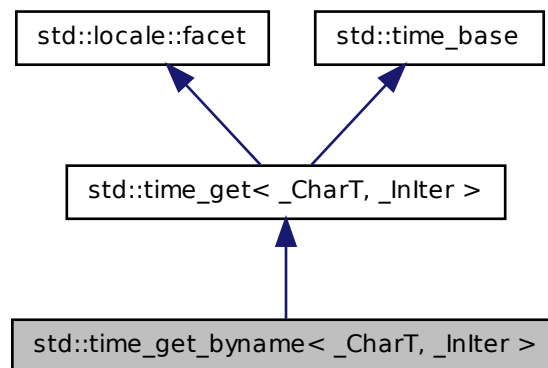 std::locale::facet
std::time_base
std::time_get< _CharT, _InIter >
std::time_get_byname< _CharT, _InIter >